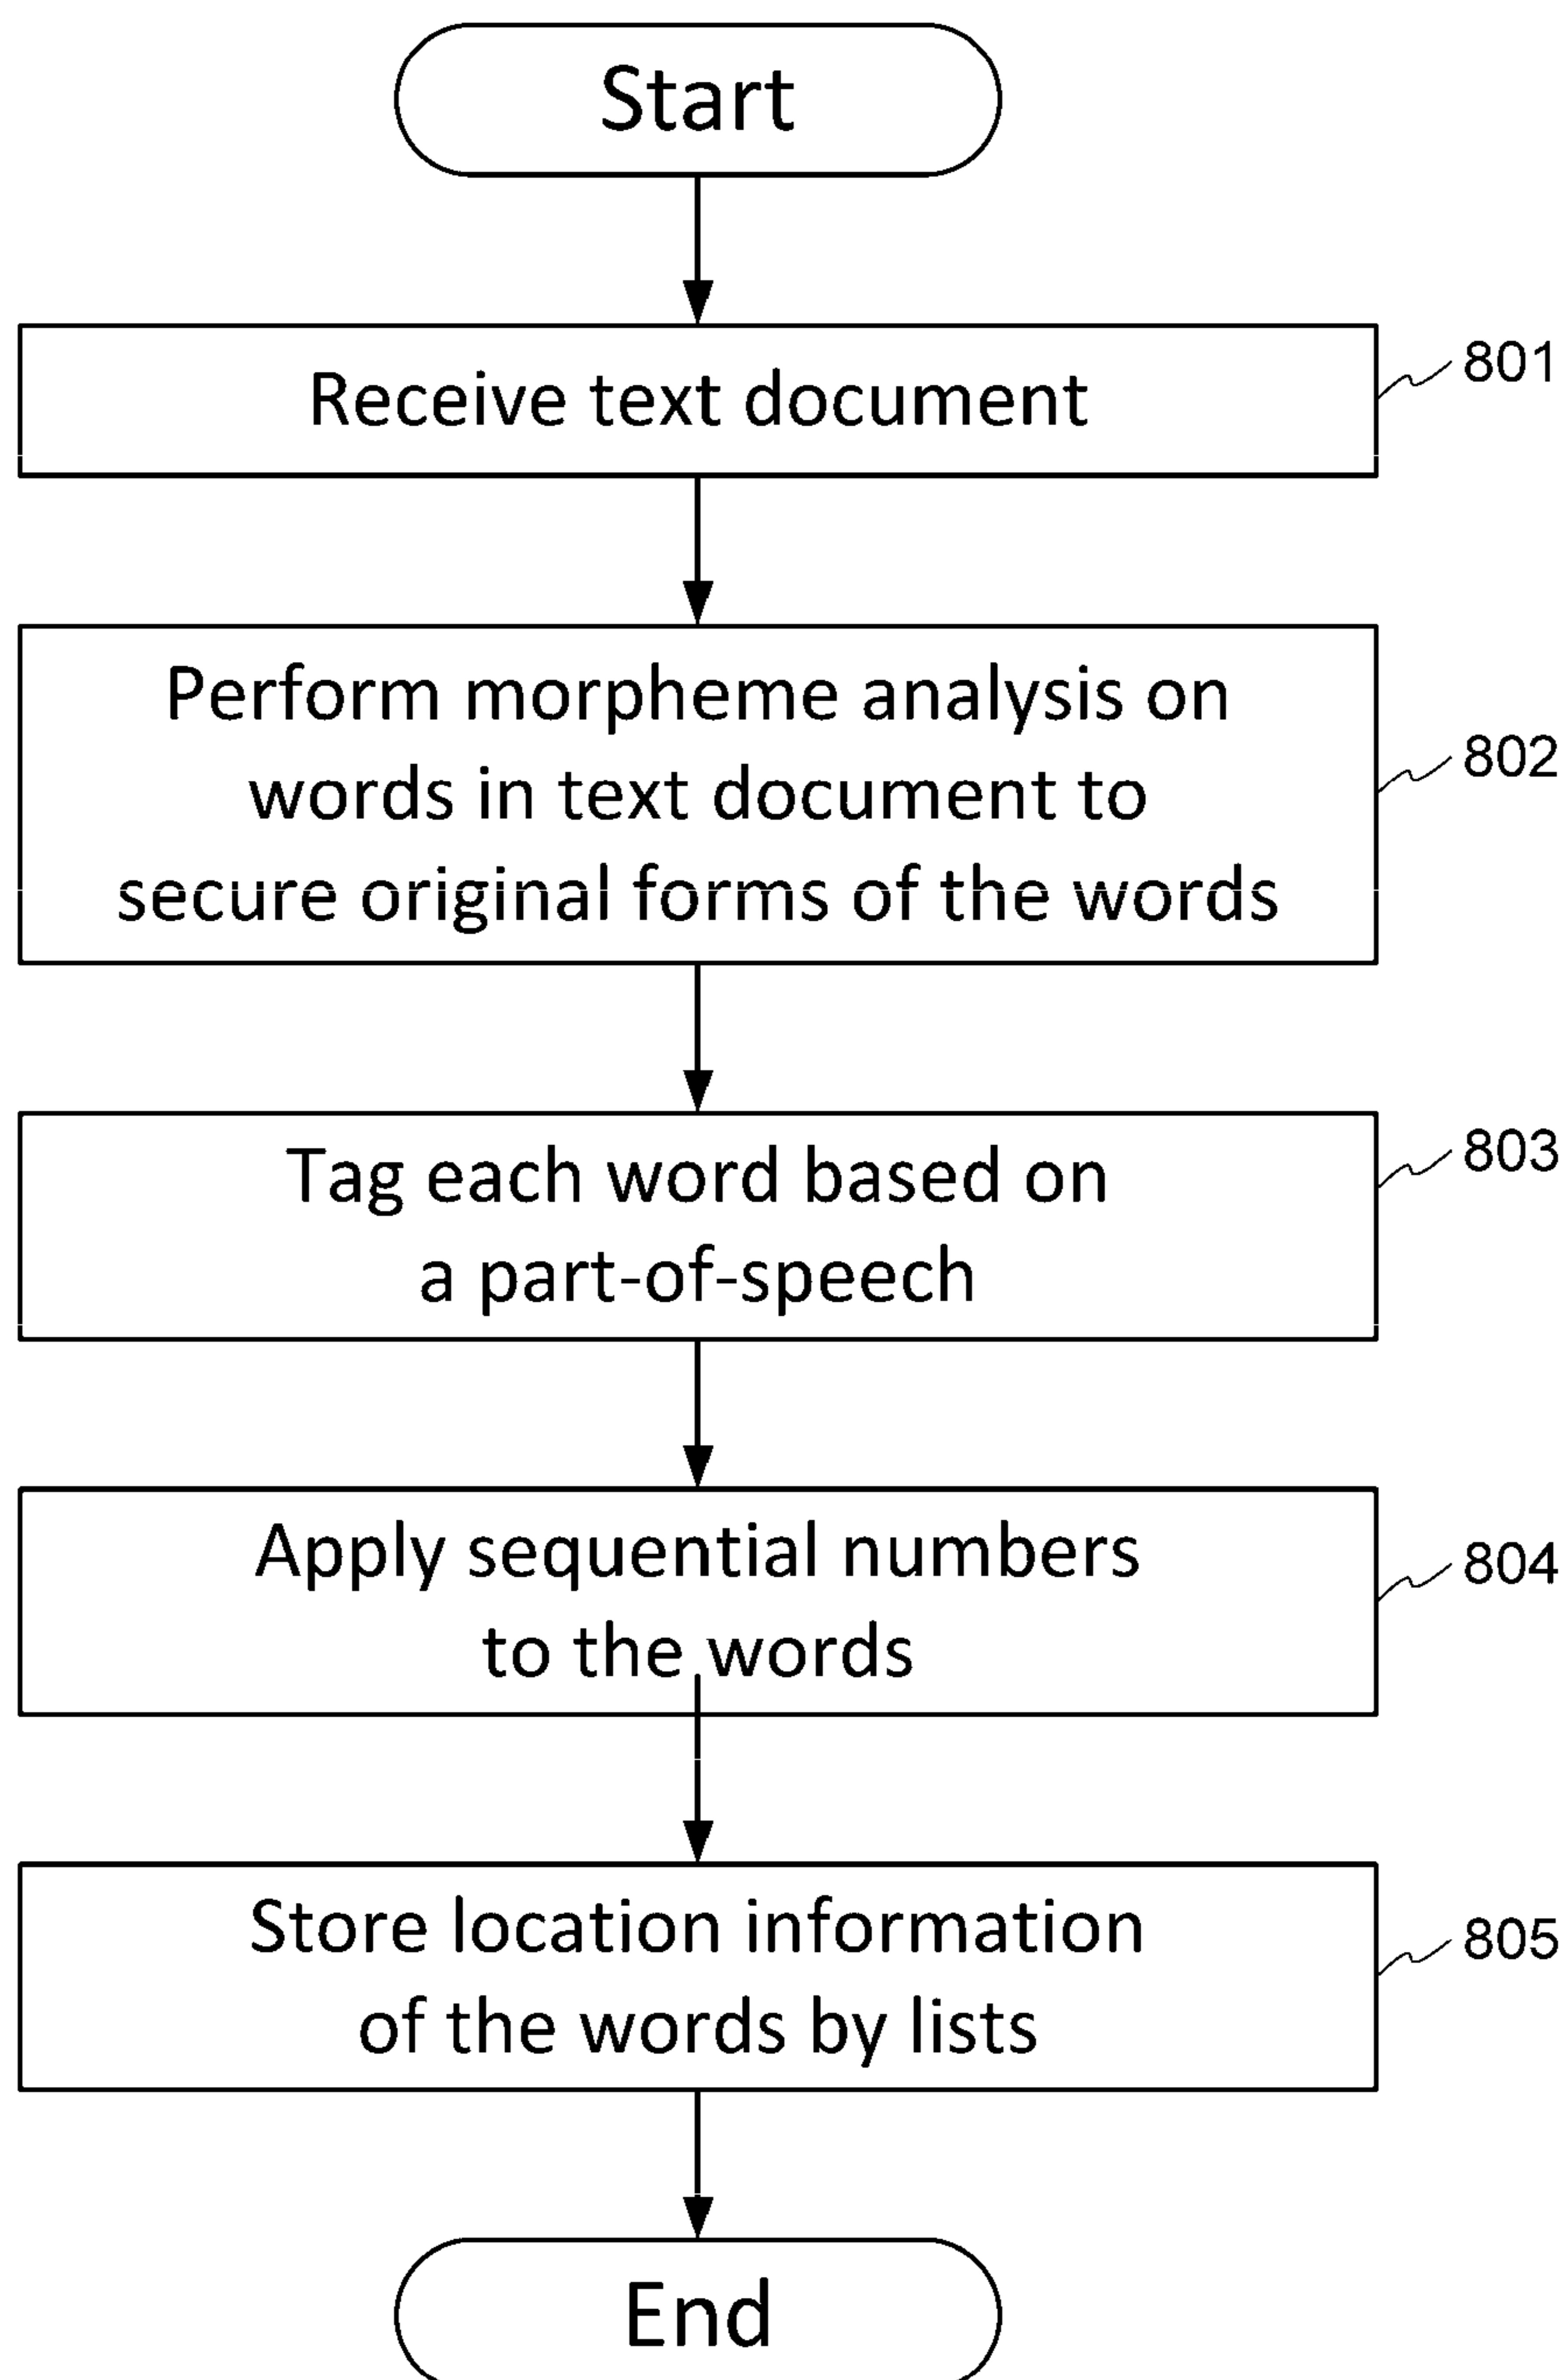 Start
Receive text document
801
Perform morpheme analysis on
words in text document to
secure original forms of the words
802
Tag each word based on
a part-of-speech
803
Apply sequential numbers
to the words
804
Store location information
of the words by lists
805
End